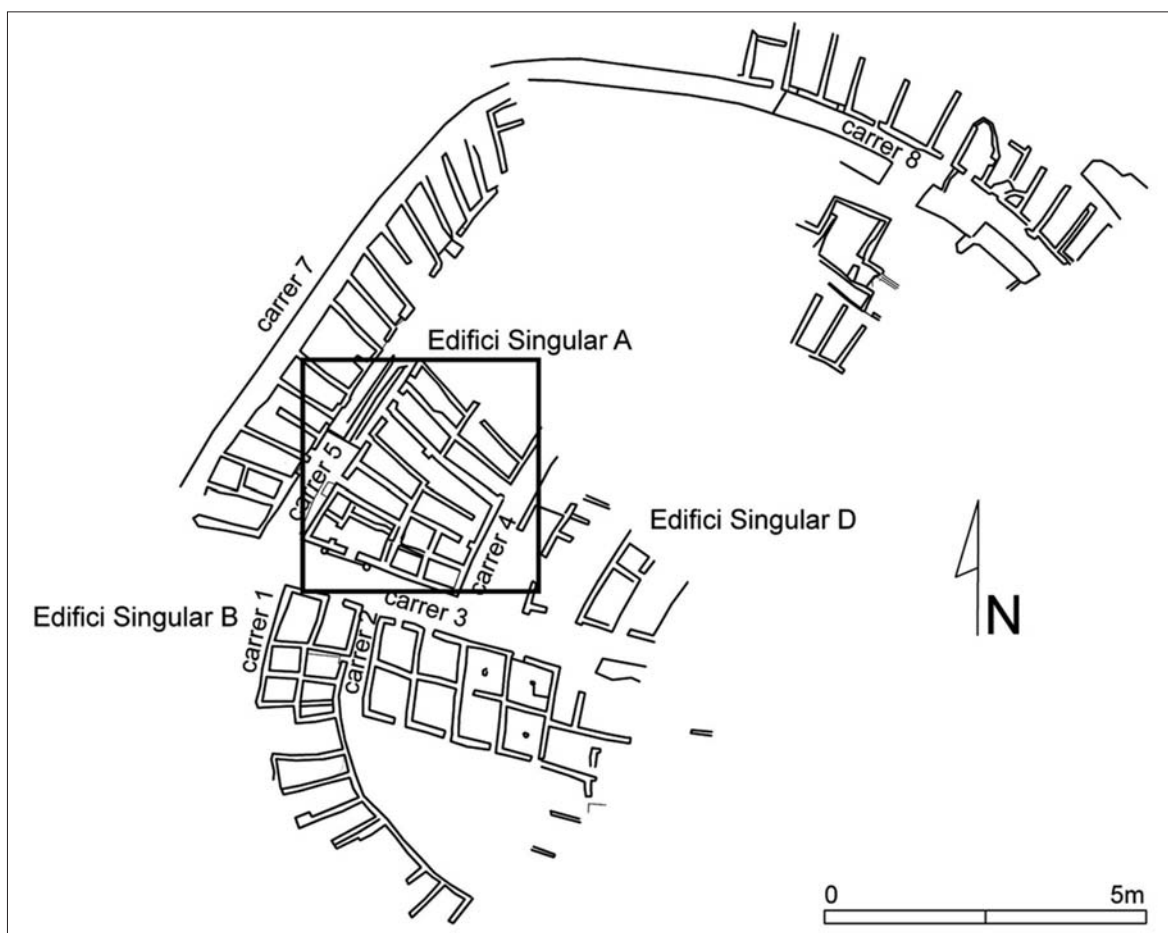 carrer 8
carrer 7
Edifici Singular A
carrer 5
Edifici Singular D
carrer 4
Edifici Singular B
carrer 1
carrer 2
carrer 3
N
0 5m